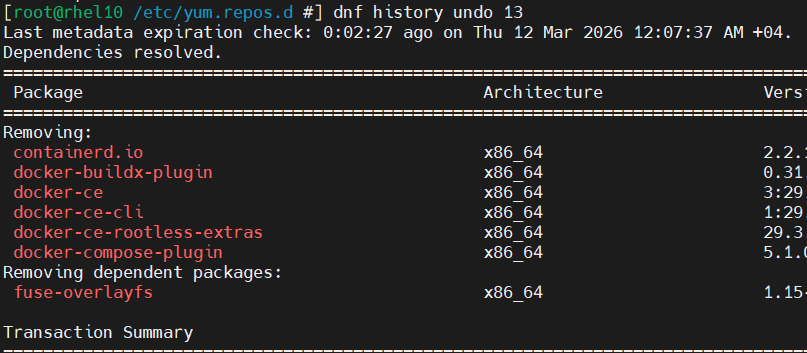 [root@rhel10 /etc/yum.repos.d #] dnf history undo 13
Last metadata expiration check: 0:02:27 ago on Thu 12 Mar 2026 12:07:37 AM +04.
Dependencies resolved.
================================================================================
Package Architecture Versi
================================================================================
Removing:
containerd.io x86_64 2.2.
docker-buildx-plugin x86_64 0.31
docker-ce x86_64 3:29
docker-ce-cli x86_64 1:29
docker-ce-rootless-extras x86_64 29.3
docker-compose-plugin x86_64 5.1.0
Removing dependent packages:
fuse-overlayfs x86_64 1.15-
Transaction Summary
================================================================================